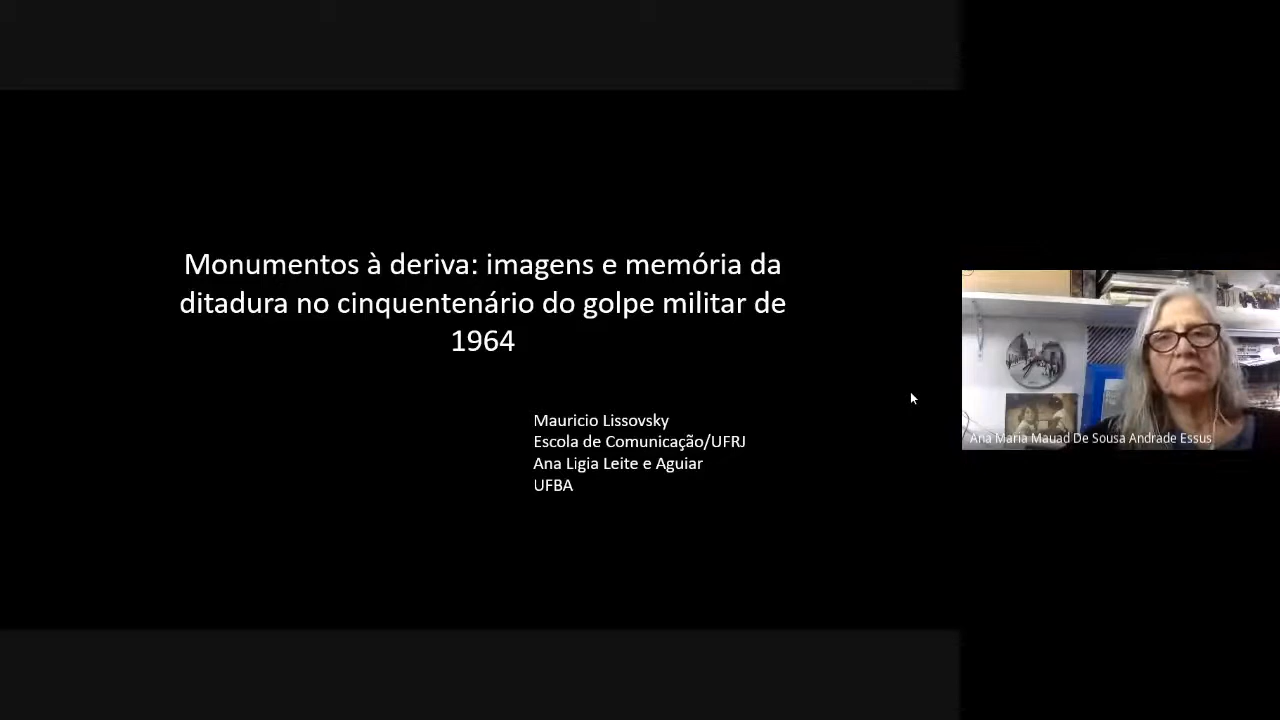 Monumentos à deriva: imagens e memória da
ditadura no cinquentenário do golpe militar de
1964
Mauricio Lissovsky
Escola de Comunicação/UFRJ
Ana Ligia Leite e Aguiar
UFBA
Ana Maria Mauad De Sousa Andrade Essus